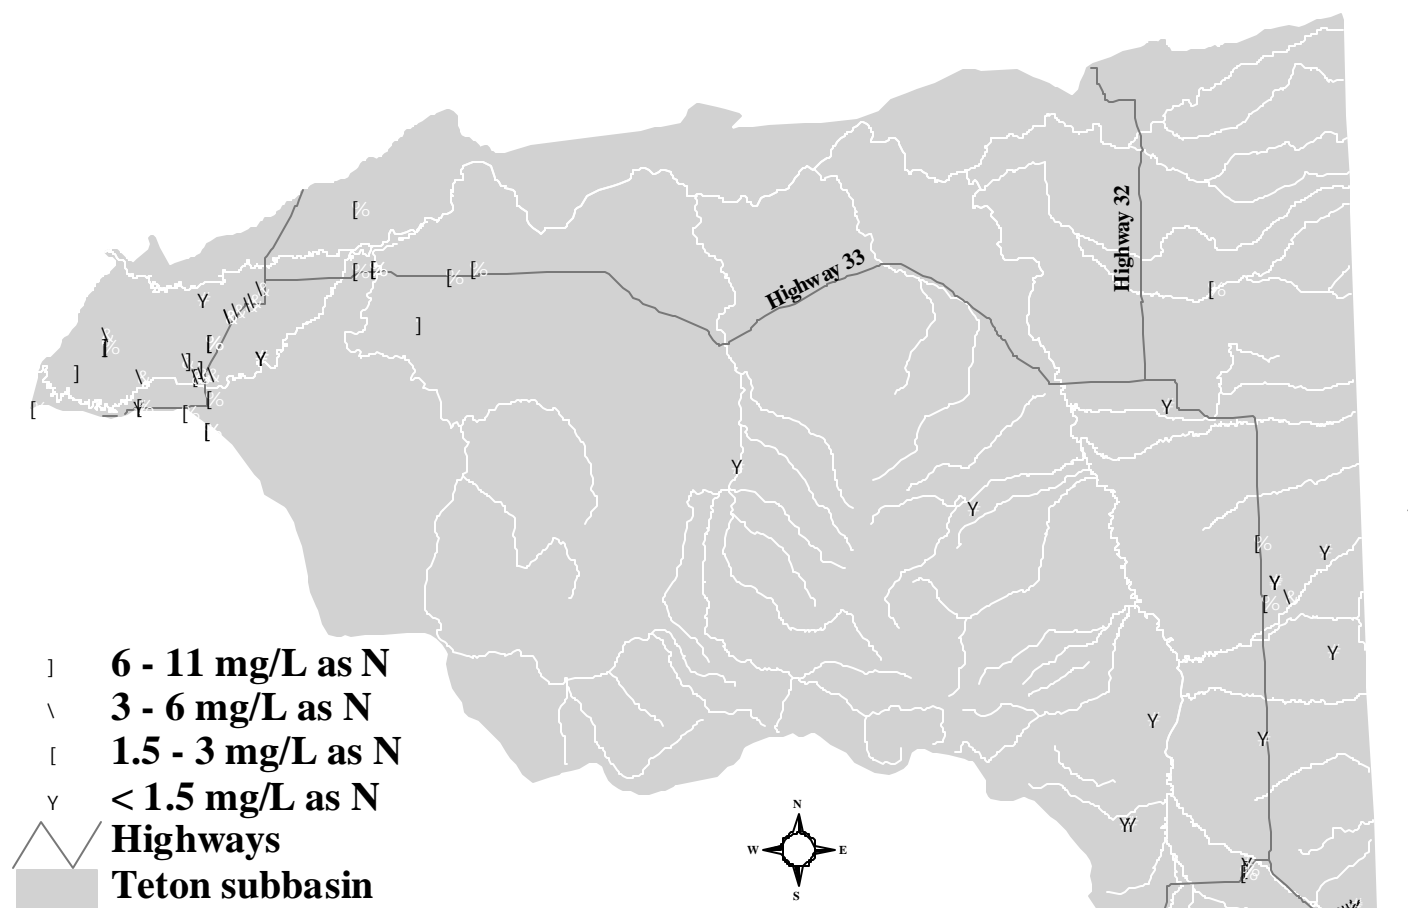 Highway 32
Highway 33
] 6 - 11 mg/L as N
\ 3 - 6 mg/L as N
[ 1.5 - 3 mg/L as N
Y < 1.5 mg/L as N
Highways
Teton subbasin
N
W E
S